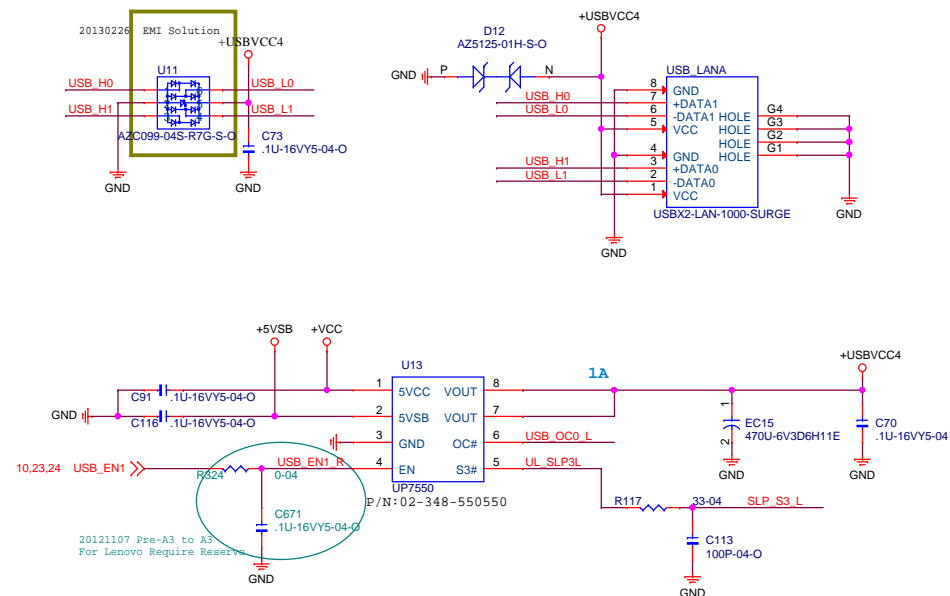 20130226 EMI Solution
+USBVCC4
U11
USB_H0
USB_L0
USB_H1
USB_L1
AZC099-04S-R7G-S-O
C73
.1U-16VY5-04-O
GND
GND
+USBVCC4
D12
AZ5125-01H-S-O
GND
P
N
USB_LANA
USB_H0
USB_L0
USB_H1
USB_L1
8 GND
7 +DATA1
6 -DATA1
5 VCC
4 GND
3 +DATA0
2 -DATA0
1 VCC
HOLE G4
HOLE G3
HOLE G2
HOLE G1
USBX2-LAN-1000-SURGE
GND
GND
+5VSB
+VCC
U13
1A
+USBVCC4
C91 .1U-16VY5-04-O
GND
C116 .1U-16VY5-04-O
1 5VCC
2 5VSB
3 GND
4 EN
VOUT 8
VOUT 7
OC# 6
S3# 5
USB_OC0_L
UL_SLP3L
UP7550
P/N:02-348-550550
1
2
EC15
470U-6V3D6H11E
GND
C70
.1U-16VY5-04
GND
10,23,24 USB_EN1
R324 0-04
USB_EN1_R
C671
.1U-16VY5-04-O
20121107 Pre-A3 to A3
For Lenovo Require Reserve
GND
R117 33-04
SLP_S3_L
C113
100P-04-O
GND